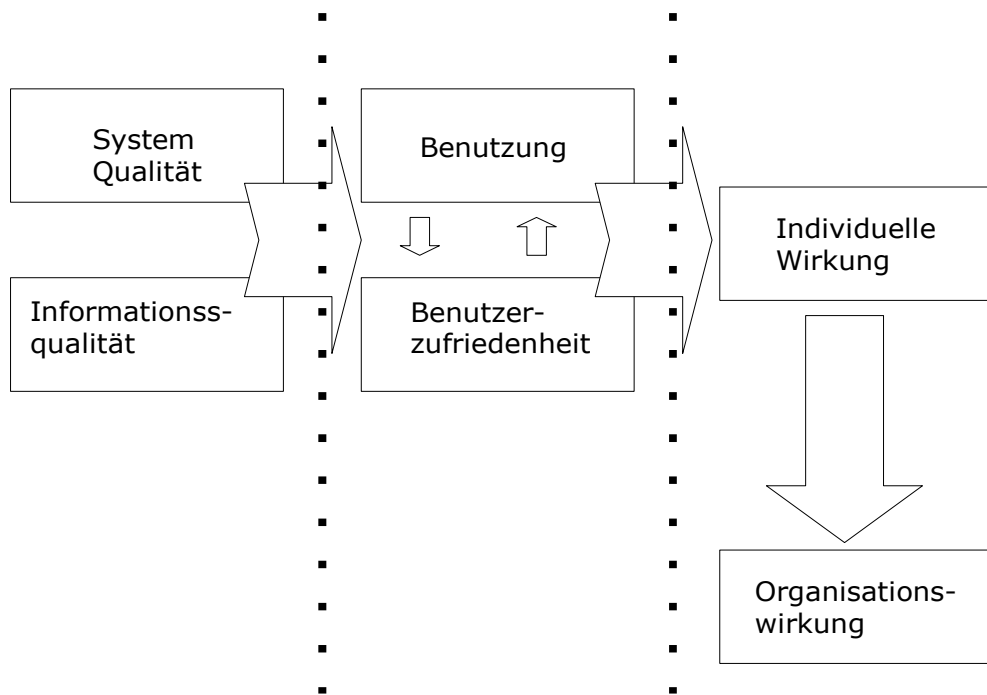 System
Qualität
Informationss-
qualität
Benutzung
Benutzer-
zufriedenheit
Individuelle
Wirkung
Organisations-
wirkung